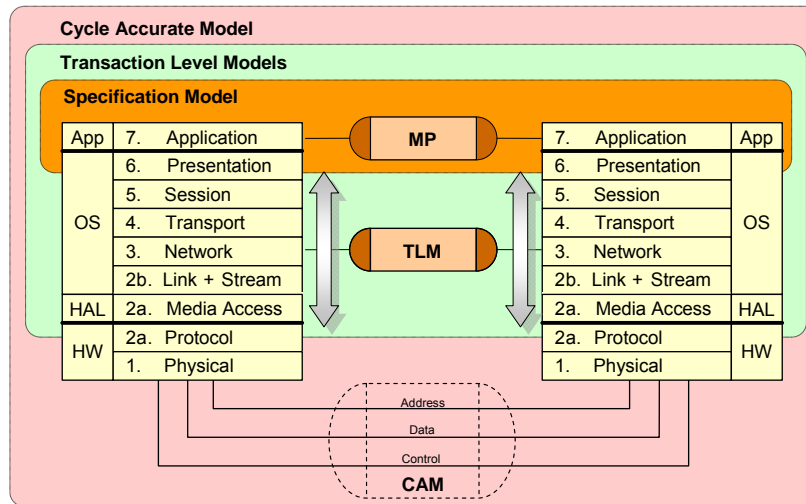 Cycle Accurate Model
Transaction Level Models
Specification Model
App 7. Application MP 7. Application App
6. Presentation 6. Presentation
5. Session 5. Session
OS 4. Transport 4. Transport OS
3. Network TLM 3. Network
2b. Link + Stream 2b. Link + Stream
HAL 2a. Media Access 2a. Media Access HAL
HW 2a. Protocol 2a. Protocol HW
1. Physical 1. Physical
Address
Data
Control
CAM